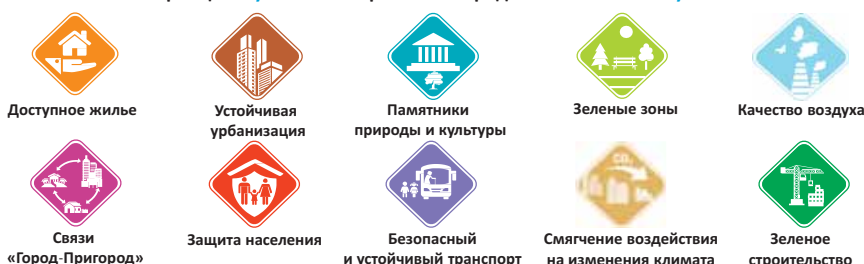 Доступное жилье
Устойчивая
урбанизация
Памятники
природы и культуры
Зеленые зоны
Качество воздуха
Связи
«Город-Пригород»
Защита населения
Безопасный
и устойчивый транспорт
CO₂
Смягчение воздействия
на изменения климата
Зеленое
строительство